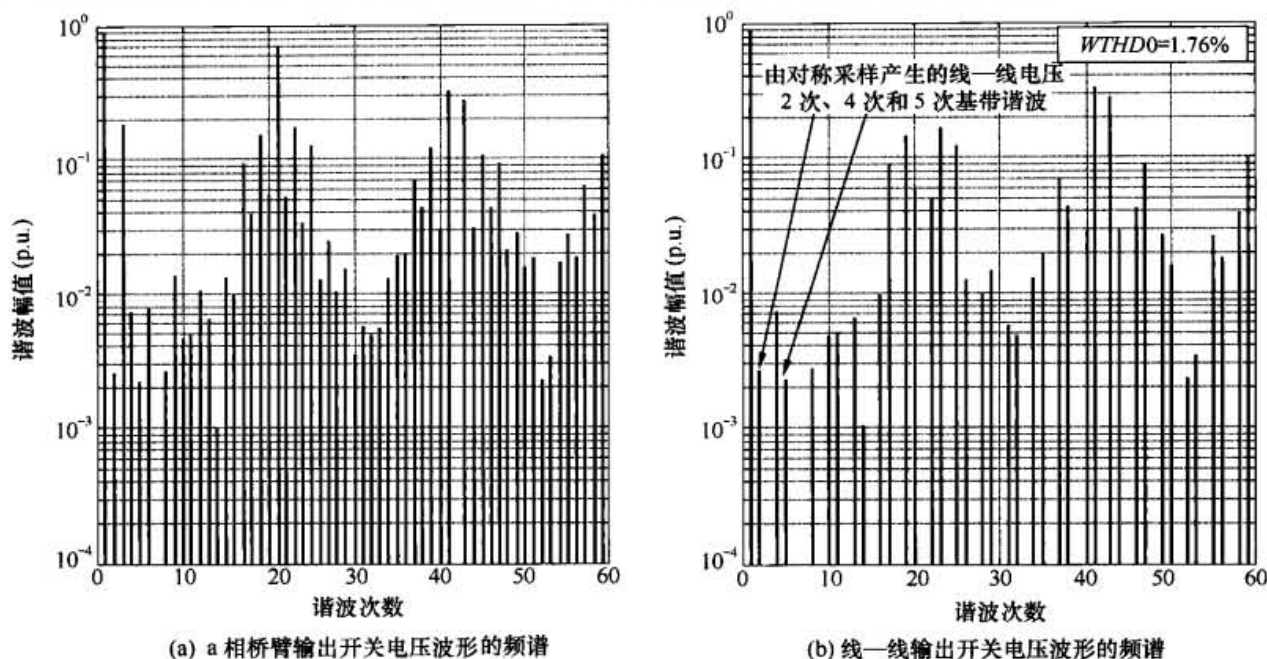 10⁰
10⁻¹
10⁻²
10⁻³
10⁻⁴
谐波幅值 (p.u.)
0 10 20 30 40 50 60
谐波次数
(a) a 相桥臂输出开关电压波形的频谱
WTHD0=1.76%
由对称采样产生的线—线电压
2 次、4 次和 5 次基带谐波
10⁰
10⁻¹
10⁻²
10⁻³
10⁻⁴
谐波幅值 (p.u.)
0 10 20 30 40 50 60
谐波次数
(b) 线—线输出开关电压波形的频谱